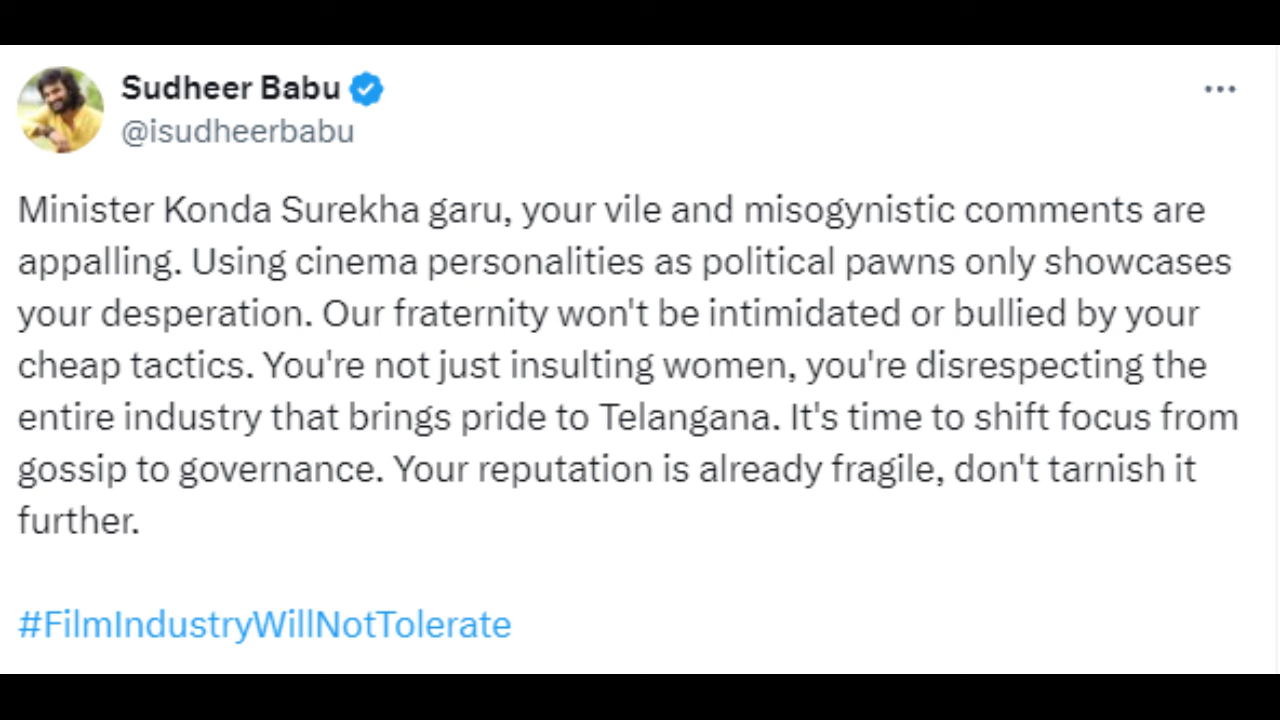 Sudheer Babu
@isudheerbabu
Minister Konda Surekha garu, your vile and misogynistic comments are
appalling. Using cinema personalities as political pawns only showcases
your desperation. Our fraternity won't be intimidated or bullied by your
cheap tactics. You're not just insulting women, you're disrespecting the
entire industry that brings pride to Telangana. It's time to shift focus from
gossip to governance. Your reputation is already fragile, don't tarnish it
further.
#FilmIndustryWillNotTolerate